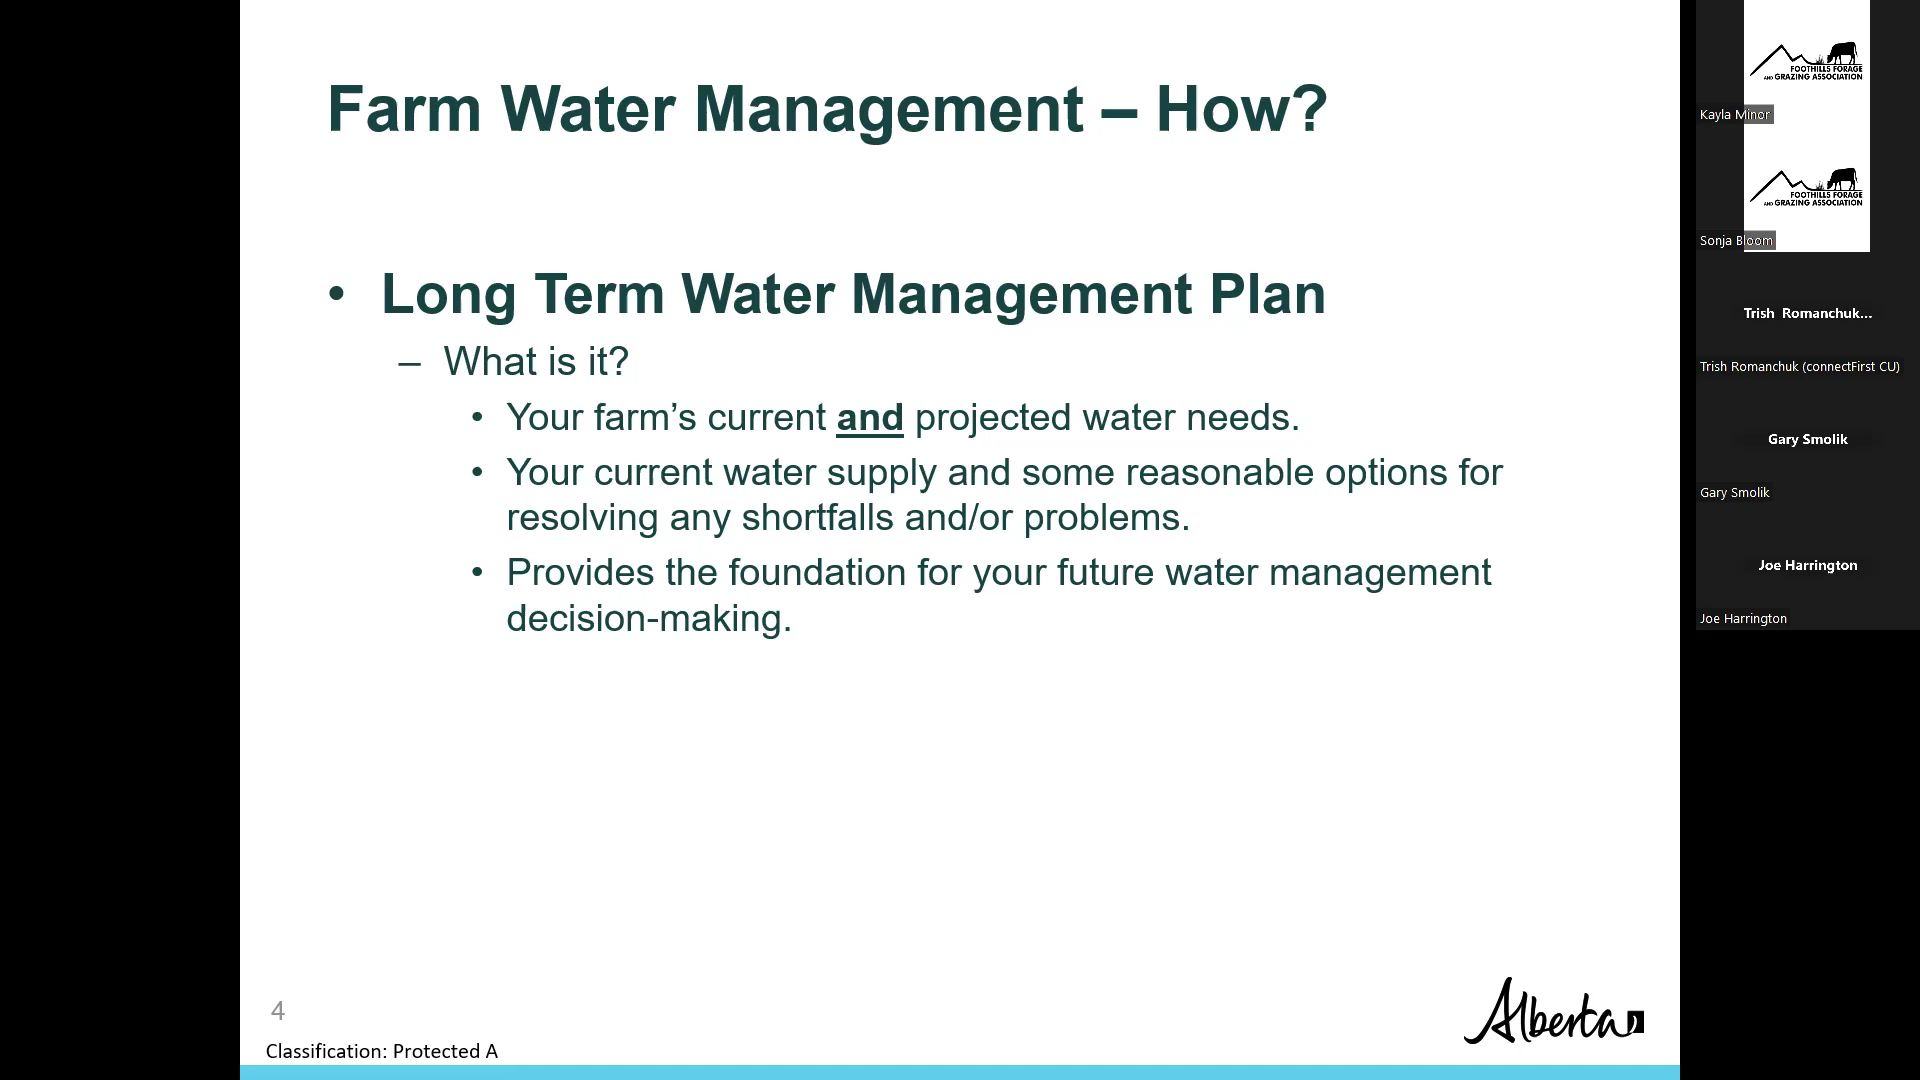 Farm Water Management – How?
• Long Term Water Management Plan
– What is it?
• Your farm’s current and projected water needs.
• Your current water supply and some reasonable options for
resolving any shortfalls and/or problems.
• Provides the foundation for your future water management
decision-making.
4
Classification: Protected A
Alberta
FOOTHILLS FORAGE
AND GRAZING ASSOCIATION
Kayla Minor
FOOTHILLS FORAGE
AND GRAZING ASSOCIATION
Sonja Bloom
Trish Romanchuk...
Trish Romanchuk (connectFirst CU)
Gary Smolik
Gary Smolik
Joe Harrington
Joe Harrington